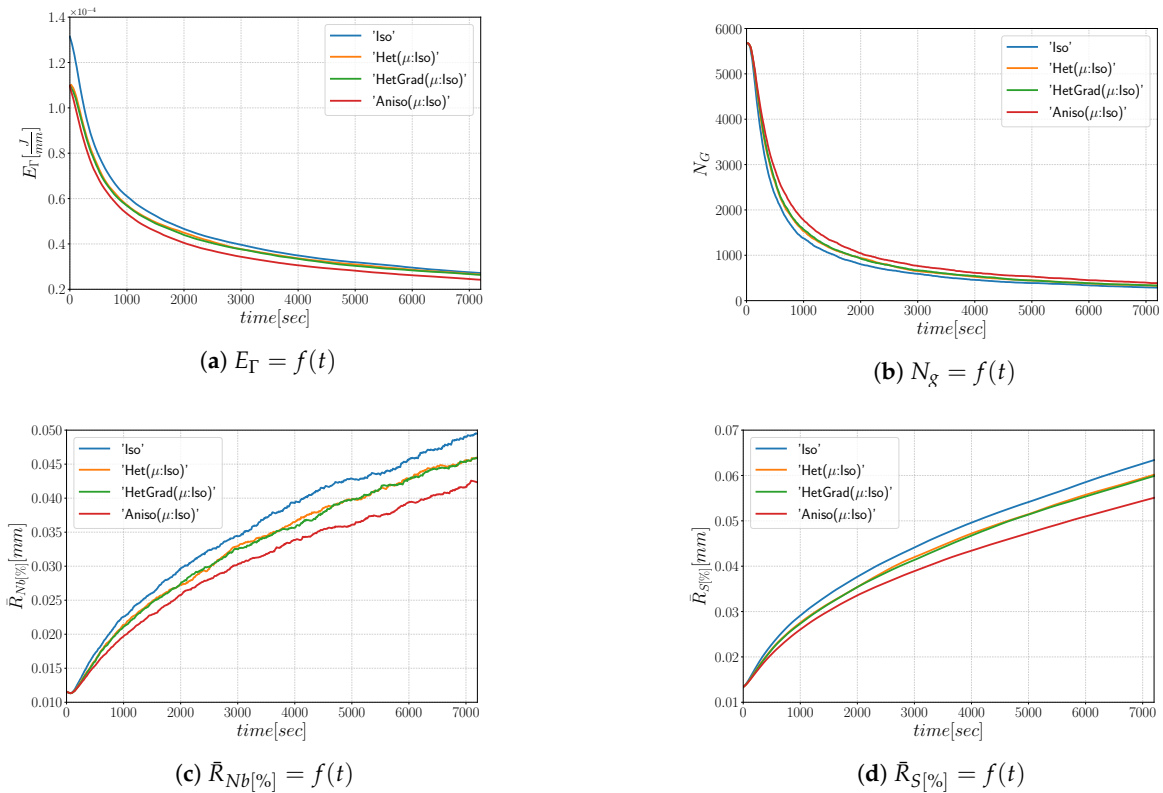 ×10⁻⁴
1.4
1.2
1.0
0.8
0.6
0.4
0.2
E_Γ[J/mm]
'Iso'
'Het(μ:Iso)'
'HetGrad(μ:Iso)'
'Aniso(μ:Iso)'
0 1000 2000 3000 4000 5000 6000 7000
time[sec]
(a) E_Γ = f(t)
6000
5000
4000
3000
2000
1000
0
N_G
'Iso'
'Het(μ:Iso)'
'HetGrad(μ:Iso)'
'Aniso(μ:Iso)'
0 1000 2000 3000 4000 5000 6000 7000
time[sec]
(b) N_g = f(t)
0.050
0.045
0.040
0.035
0.030
0.025
0.020
0.015
0.010
R̄_Nb[%][mm]
'Iso'
'Het(μ:Iso)'
'HetGrad(μ:Iso)'
'Aniso(μ:Iso)'
0 1000 2000 3000 4000 5000 6000 7000
time[sec]
(c) R̄_Nb[%] = f(t)
0.07
0.06
0.05
0.04
0.03
0.02
0.01
R̄_S[%][mm]
'Iso'
'Het(μ:Iso)'
'HetGrad(μ:Iso)'
'Aniso(μ:Iso)'
0 1000 2000 3000 4000 5000 6000 7000
time[sec]
(d) R̄_S[%] = f(t)